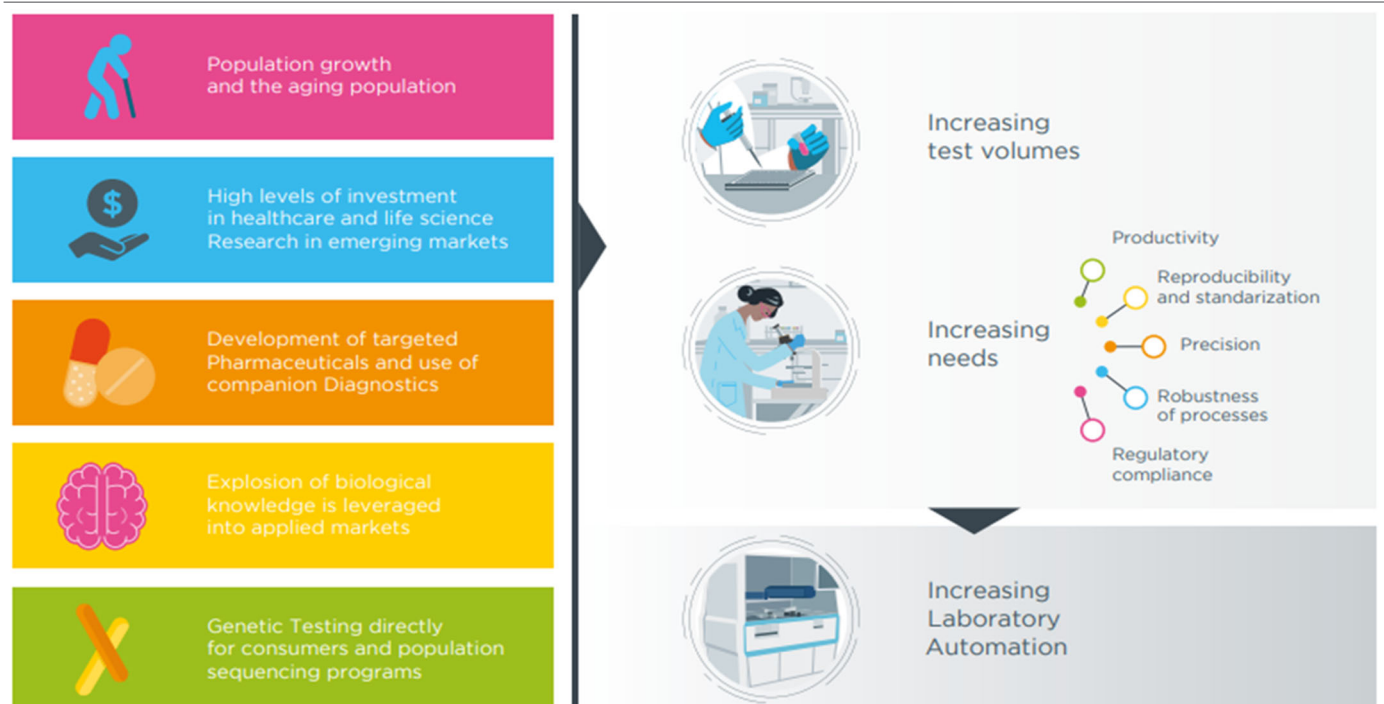 Population growth
and the aging population
$
High levels of investment
in healthcare and life science
Research in emerging markets
Development of targeted
Pharmaceuticals and use of
companion Diagnostics
Explosion of biological
knowledge is leveraged
into applied markets
Genetic Testing directly
for consumers and population
sequencing programs
Increasing
test volumes
Increasing
needs
Productivity
Reproducibility
and standarization
Precision
Robustness
of processes
Regulatory
compliance
Increasing
Laboratory
Automation